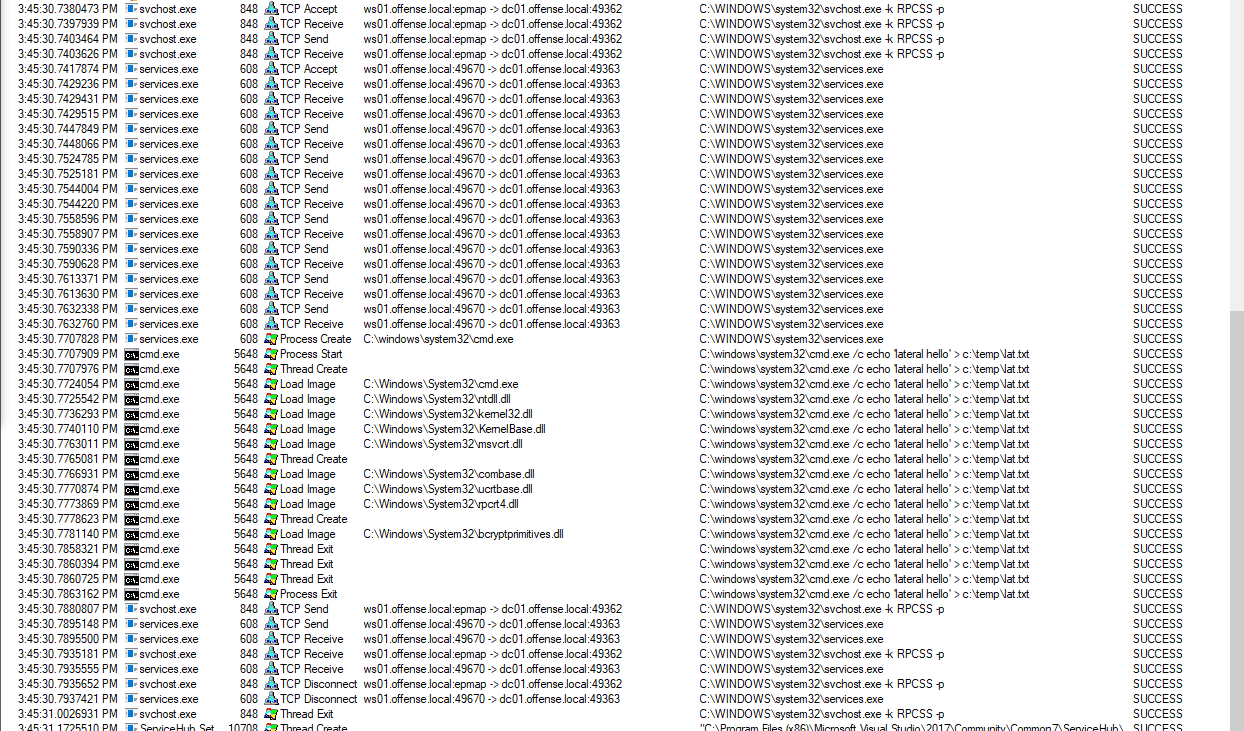 3:45:30.7380473 PM svchost.exe 848 TCP Accept ws01.offense.local:epmap -> dc01.offense.local:49362 C:\WINDOWS\system32\svchost.exe -k RPCSS -p SUCCESS
3:45:30.7397939 PM svchost.exe 848 TCP Receive ws01.offense.local:epmap -> dc01.offense.local:49362 C:\WINDOWS\system32\svchost.exe -k RPCSS -p SUCCESS
3:45:30.7403464 PM svchost.exe 848 TCP Send ws01.offense.local:epmap -> dc01.offense.local:49362 C:\WINDOWS\system32\svchost.exe -k RPCSS -p SUCCESS
3:45:30.7403626 PM svchost.exe 848 TCP Receive ws01.offense.local:epmap -> dc01.offense.local:49362 C:\WINDOWS\system32\svchost.exe -k RPCSS -p SUCCESS
3:45:30.7417874 PM services.exe 608 TCP Accept ws01.offense.local:49670 -> dc01.offense.local:49363 C:\WINDOWS\system32\services.exe SUCCESS
3:45:30.7429236 PM services.exe 608 TCP Receive ws01.offense.local:49670 -> dc01.offense.local:49363 C:\WINDOWS\system32\services.exe SUCCESS
3:45:30.7429431 PM services.exe 608 TCP Receive ws01.offense.local:49670 -> dc01.offense.local:49363 C:\WINDOWS\system32\services.exe SUCCESS
3:45:30.7429515 PM services.exe 608 TCP Receive ws01.offense.local:49670 -> dc01.offense.local:49363 C:\WINDOWS\system32\services.exe SUCCESS
3:45:30.7447849 PM services.exe 608 TCP Send ws01.offense.local:49670 -> dc01.offense.local:49363 C:\WINDOWS\system32\services.exe SUCCESS
3:45:30.7448066 PM services.exe 608 TCP Receive ws01.offense.local:49670 -> dc01.offense.local:49363 C:\WINDOWS\system32\services.exe SUCCESS
3:45:30.7524785 PM services.exe 608 TCP Send ws01.offense.local:49670 -> dc01.offense.local:49363 C:\WINDOWS\system32\services.exe SUCCESS
3:45:30.7525181 PM services.exe 608 TCP Receive ws01.offense.local:49670 -> dc01.offense.local:49363 C:\WINDOWS\system32\services.exe SUCCESS
3:45:30.7544004 PM services.exe 608 TCP Send ws01.offense.local:49670 -> dc01.offense.local:49363 C:\WINDOWS\system32\services.exe SUCCESS
3:45:30.7544220 PM services.exe 608 TCP Receive ws01.offense.local:49670 -> dc01.offense.local:49363 C:\WINDOWS\system32\services.exe SUCCESS
3:45:30.7558596 PM services.exe 608 TCP Send ws01.offense.local:49670 -> dc01.offense.local:49363 C:\WINDOWS\system32\services.exe SUCCESS
3:45:30.7558907 PM services.exe 608 TCP Receive ws01.offense.local:49670 -> dc01.offense.local:49363 C:\WINDOWS\system32\services.exe SUCCESS
3:45:30.7590336 PM services.exe 608 TCP Send ws01.offense.local:49670 -> dc01.offense.local:49363 C:\WINDOWS\system32\services.exe SUCCESS
3:45:30.7590628 PM services.exe 608 TCP Receive ws01.offense.local:49670 -> dc01.offense.local:49363 C:\WINDOWS\system32\services.exe SUCCESS
3:45:30.7613371 PM services.exe 608 TCP Send ws01.offense.local:49670 -> dc01.offense.local:49363 C:\WINDOWS\system32\services.exe SUCCESS
3:45:30.7613630 PM services.exe 608 TCP Receive ws01.offense.local:49670 -> dc01.offense.local:49363 C:\WINDOWS\system32\services.exe SUCCESS
3:45:30.7632338 PM services.exe 608 TCP Send ws01.offense.local:49670 -> dc01.offense.local:49363 C:\WINDOWS\system32\services.exe SUCCESS
3:45:30.7632760 PM services.exe 608 TCP Receive ws01.offense.local:49670 -> dc01.offense.local:49363 C:\WINDOWS\system32\services.exe SUCCESS
3:45:30.7707828 PM services.exe 608 Process Create C:\windows\system32\cmd.exe C:\WINDOWS\system32\services.exe SUCCESS
3:45:30.7707909 PM cmd.exe 5648 Process Start C:\windows\system32\cmd.exe /c echo 'lateral hello' > c:\temp\lat.txt SUCCESS
3:45:30.7707976 PM cmd.exe 5648 Thread Create C:\windows\system32\cmd.exe /c echo 'lateral hello' > c:\temp\lat.txt SUCCESS
3:45:30.7724054 PM cmd.exe 5648 Load Image C:\Windows\System32\cmd.exe C:\windows\system32\cmd.exe /c echo 'lateral hello' > c:\temp\lat.txt SUCCESS
3:45:30.7725542 PM cmd.exe 5648 Load Image C:\Windows\System32\ntdll.dll C:\windows\system32\cmd.exe /c echo 'lateral hello' > c:\temp\lat.txt SUCCESS
3:45:30.7736293 PM cmd.exe 5648 Load Image C:\Windows\System32\kernel32.dll C:\windows\system32\cmd.exe /c echo 'lateral hello' > c:\temp\lat.txt SUCCESS
3:45:30.7740110 PM cmd.exe 5648 Load Image C:\Windows\System32\KernelBase.dll C:\windows\system32\cmd.exe /c echo 'lateral hello' > c:\temp\lat.txt SUCCESS
3:45:30.7763011 PM cmd.exe 5648 Load Image C:\Windows\System32\msvcrt.dll C:\windows\system32\cmd.exe /c echo 'lateral hello' > c:\temp\lat.txt SUCCESS
3:45:30.7765081 PM cmd.exe 5648 Thread Create C:\windows\system32\cmd.exe /c echo 'lateral hello' > c:\temp\lat.txt SUCCESS
3:45:30.7766931 PM cmd.exe 5648 Load Image C:\Windows\System32\combase.dll C:\windows\system32\cmd.exe /c echo 'lateral hello' > c:\temp\lat.txt SUCCESS
3:45:30.7770874 PM cmd.exe 5648 Load Image C:\Windows\System32\ucrtbase.dll C:\windows\system32\cmd.exe /c echo 'lateral hello' > c:\temp\lat.txt SUCCESS
3:45:30.7773869 PM cmd.exe 5648 Load Image C:\Windows\System32\rpcrt4.dll C:\windows\system32\cmd.exe /c echo 'lateral hello' > c:\temp\lat.txt SUCCESS
3:45:30.7778623 PM cmd.exe 5648 Thread Create C:\windows\system32\cmd.exe /c echo 'lateral hello' > c:\temp\lat.txt SUCCESS
3:45:30.7781140 PM cmd.exe 5648 Load Image C:\Windows\System32\bcryptprimitives.dll C:\windows\system32\cmd.exe /c echo 'lateral hello' > c:\temp\lat.txt SUCCESS
3:45:30.7858321 PM cmd.exe 5648 Thread Exit C:\windows\system32\cmd.exe /c echo 'lateral hello' > c:\temp\lat.txt SUCCESS
3:45:30.7860394 PM cmd.exe 5648 Thread Exit C:\windows\system32\cmd.exe /c echo 'lateral hello' > c:\temp\lat.txt SUCCESS
3:45:30.7860725 PM cmd.exe 5648 Thread Exit C:\windows\system32\cmd.exe /c echo 'lateral hello' > c:\temp\lat.txt SUCCESS
3:45:30.7863162 PM cmd.exe 5648 Process Exit C:\windows\system32\cmd.exe /c echo 'lateral hello' > c:\temp\lat.txt SUCCESS
3:45:30.7880807 PM svchost.exe 848 TCP Send ws01.offense.local:epmap -> dc01.offense.local:49362 C:\WINDOWS\system32\svchost.exe -k RPCSS -p SUCCESS
3:45:30.7895148 PM services.exe 608 TCP Send ws01.offense.local:49670 -> dc01.offense.local:49363 C:\WINDOWS\system32\services.exe SUCCESS
3:45:30.7895500 PM services.exe 608 TCP Receive ws01.offense.local:49670 -> dc01.offense.local:49363 C:\WINDOWS\system32\services.exe SUCCESS
3:45:30.7935181 PM svchost.exe 848 TCP Receive ws01.offense.local:epmap -> dc01.offense.local:49362 C:\WINDOWS\system32\svchost.exe -k RPCSS -p SUCCESS
3:45:30.7935555 PM services.exe 608 TCP Receive ws01.offense.local:49670 -> dc01.offense.local:49363 C:\WINDOWS\system32\services.exe SUCCESS
3:45:30.7935652 PM svchost.exe 848 TCP Disconnect ws01.offense.local:epmap -> dc01.offense.local:49362 C:\WINDOWS\system32\svchost.exe -k RPCSS -p SUCCESS
3:45:30.7937421 PM services.exe 608 TCP Disconnect ws01.offense.local:49670 -> dc01.offense.local:49363 C:\WINDOWS\system32\services.exe SUCCESS
3:45:31.0026931 PM svchost.exe 848 Thread Exit C:\WINDOWS\system32\svchost.exe -k RPCSS -p SUCCESS
3:45:31.1725510 PM ServiceHub.Set... 10708 Thread Create "C:\Program Files (x86)\Microsoft Visual Studio\2017\Community\Common7\ServiceHub\... SUCCESS